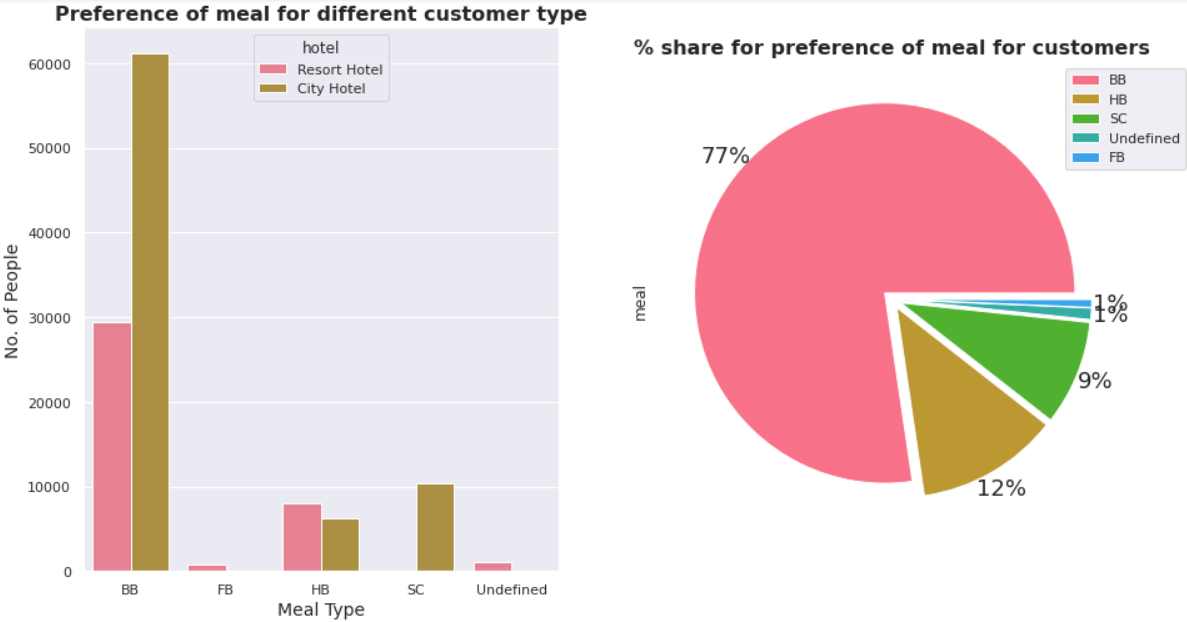 Preference of meal for different customer type
hotel
Resort Hotel
City Hotel
60000
50000
40000
30000
20000
10000
0
No. of People
BB
FB
HB
SC
Undefined
Meal Type
% share for preference of meal for customers
BB
HB
SC
Undefined
FB
77%
meal
1%
1%
9%
12%